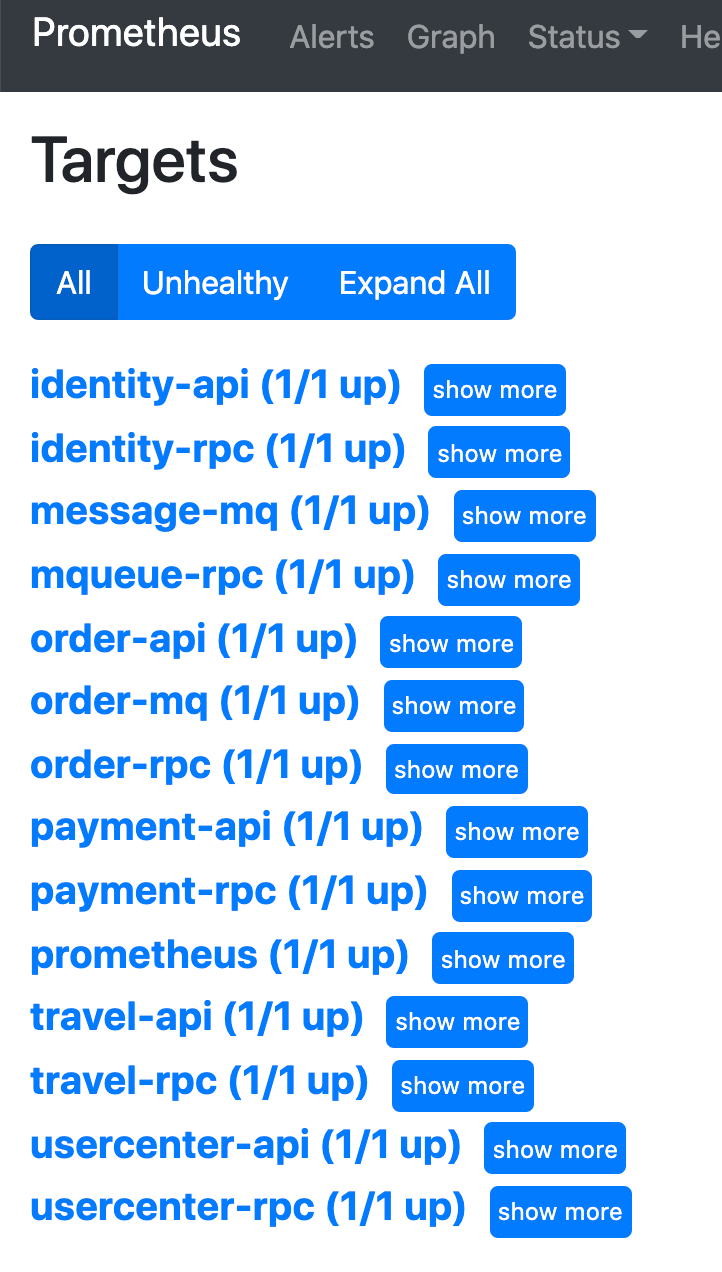 Prometheus Alerts Graph Status He
Targets
All Unhealthy Expand All
identity-api (1/1 up) show more
identity-rpc (1/1 up) show more
message-mq (1/1 up) show more
mqueue-rpc (1/1 up) show more
order-api (1/1 up) show more
order-mq (1/1 up) show more
order-rpc (1/1 up) show more
payment-api (1/1 up) show more
payment-rpc (1/1 up) show more
prometheus (1/1 up) show more
travel-api (1/1 up) show more
travel-rpc (1/1 up) show more
usercenter-api (1/1 up) show more
usercenter-rpc (1/1 up) show more